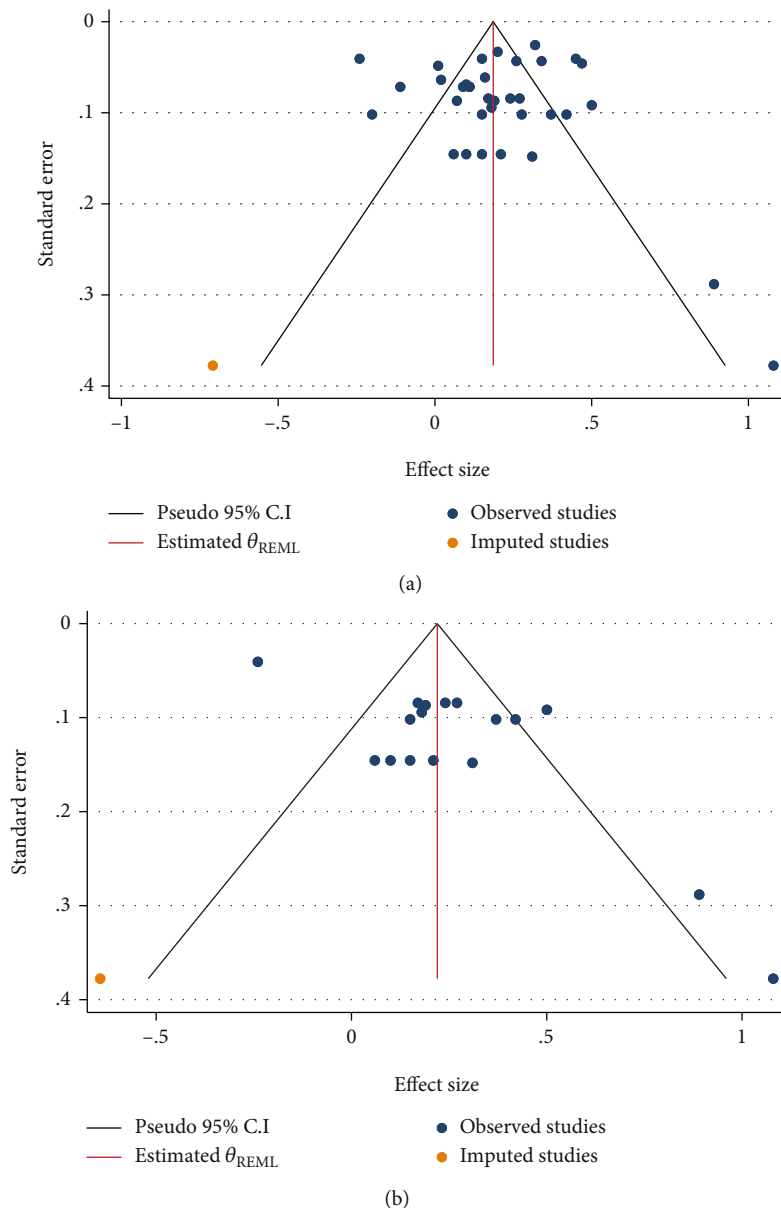 0
.1
.2
.3
.4
Standard error
−1
−.5
0
.5
1
Effect size
Pseudo 95% C.I
Observed studies
Estimated θREML
Imputed studies
(a)
0
.1
.2
.3
.4
Standard error
−.5
0
.5
1
Effect size
Pseudo 95% C.I
Observed studies
Estimated θREML
Imputed studies
(b)